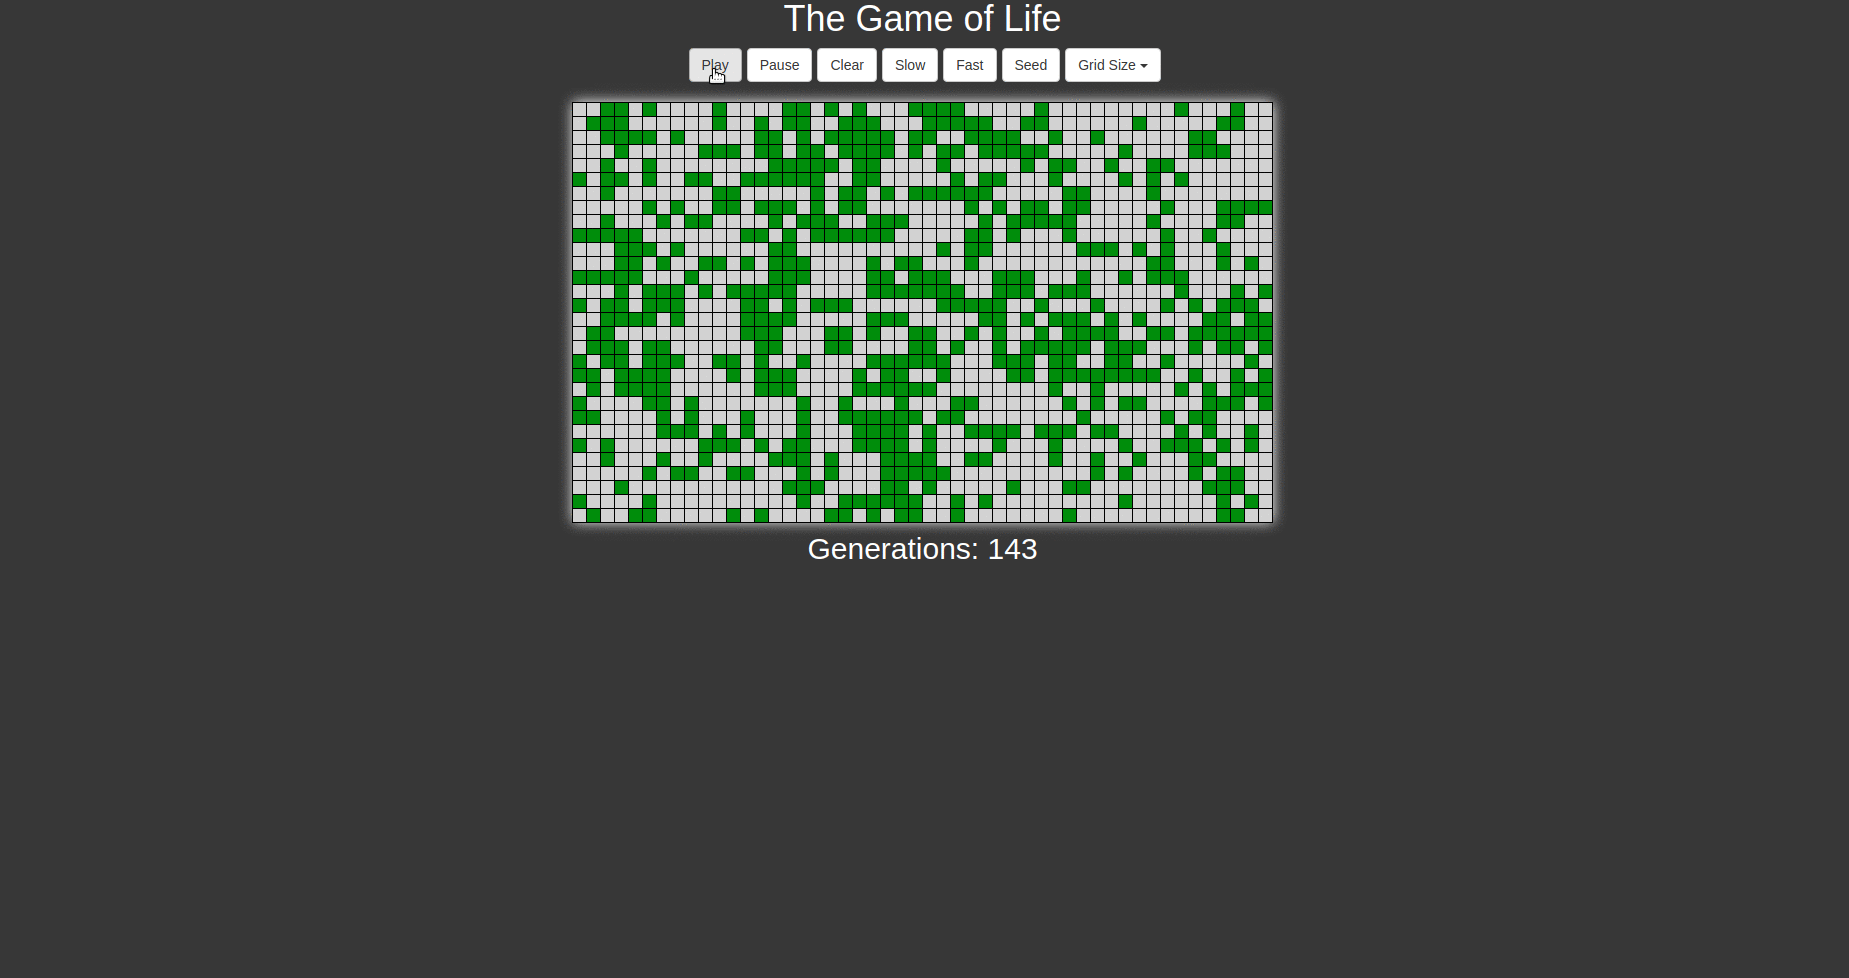 The Game of Life
Play Pause Clear Slow Fast Seed Grid Size
Generations: 143